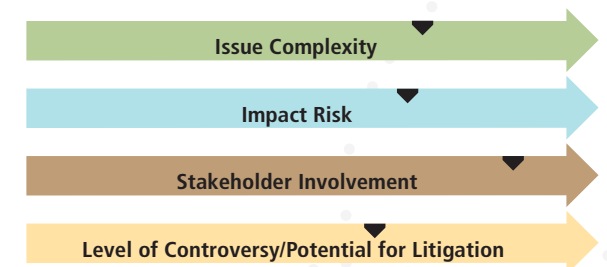 Issue Complexity
Impact Risk
Stakeholder Involvement
Level of Controversy/Potential for Litigation